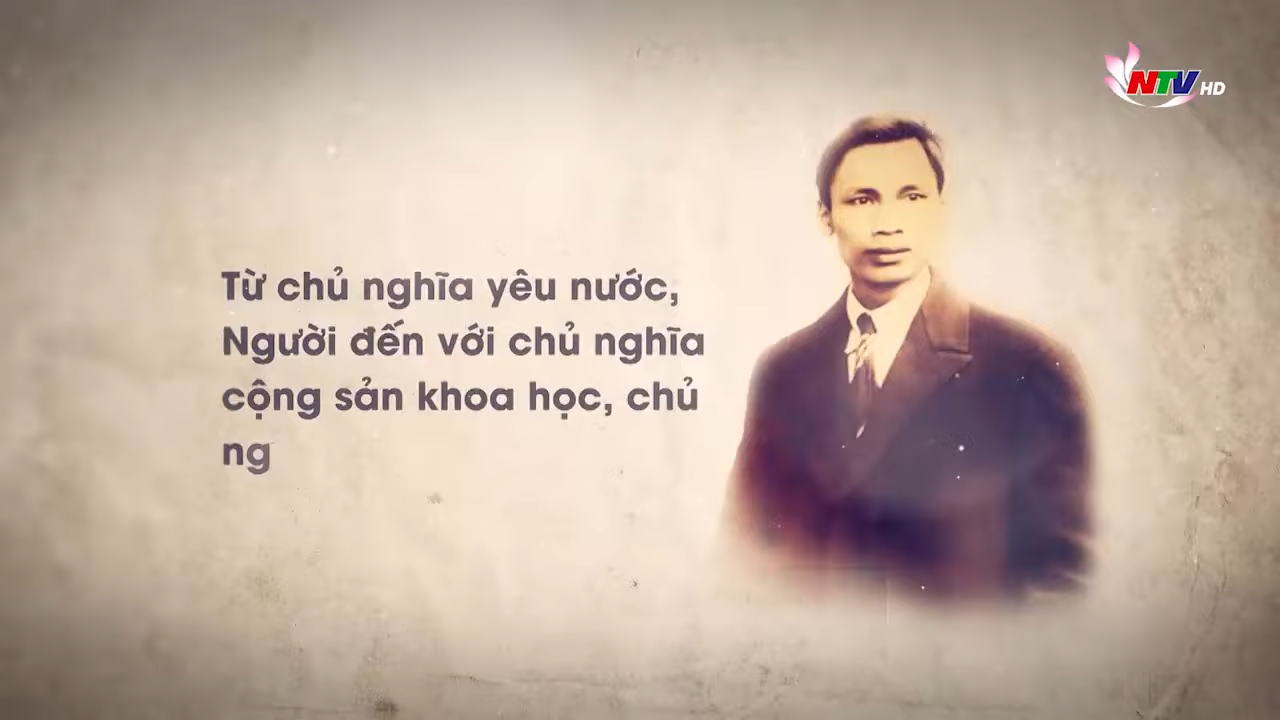 NTV HD
Từ chủ nghĩa yêu nước,
Người đến với chủ nghĩa
cộng sản khoa học, chủ
ng